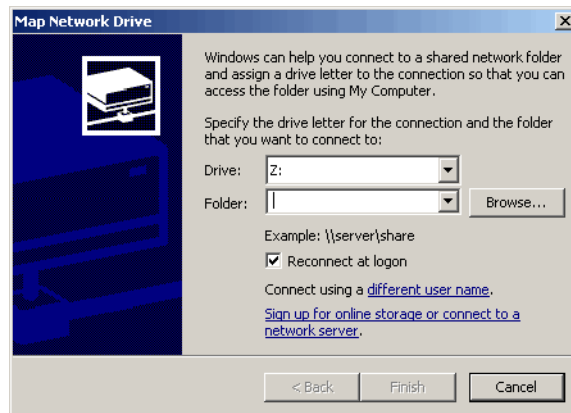 Map Network Drive
Windows can help you connect to a shared network folder
and assign a drive letter to the connection so that you can
access the folder using My Computer.
Specify the drive letter for the connection and the folder
that you want to connect to:
Drive: Z:
Folder: Browse...
Example: \\server\share
Reconnect at logon
Connect using a different user name.
Sign up for online storage or connect to a
network server.
< Back Finish Cancel